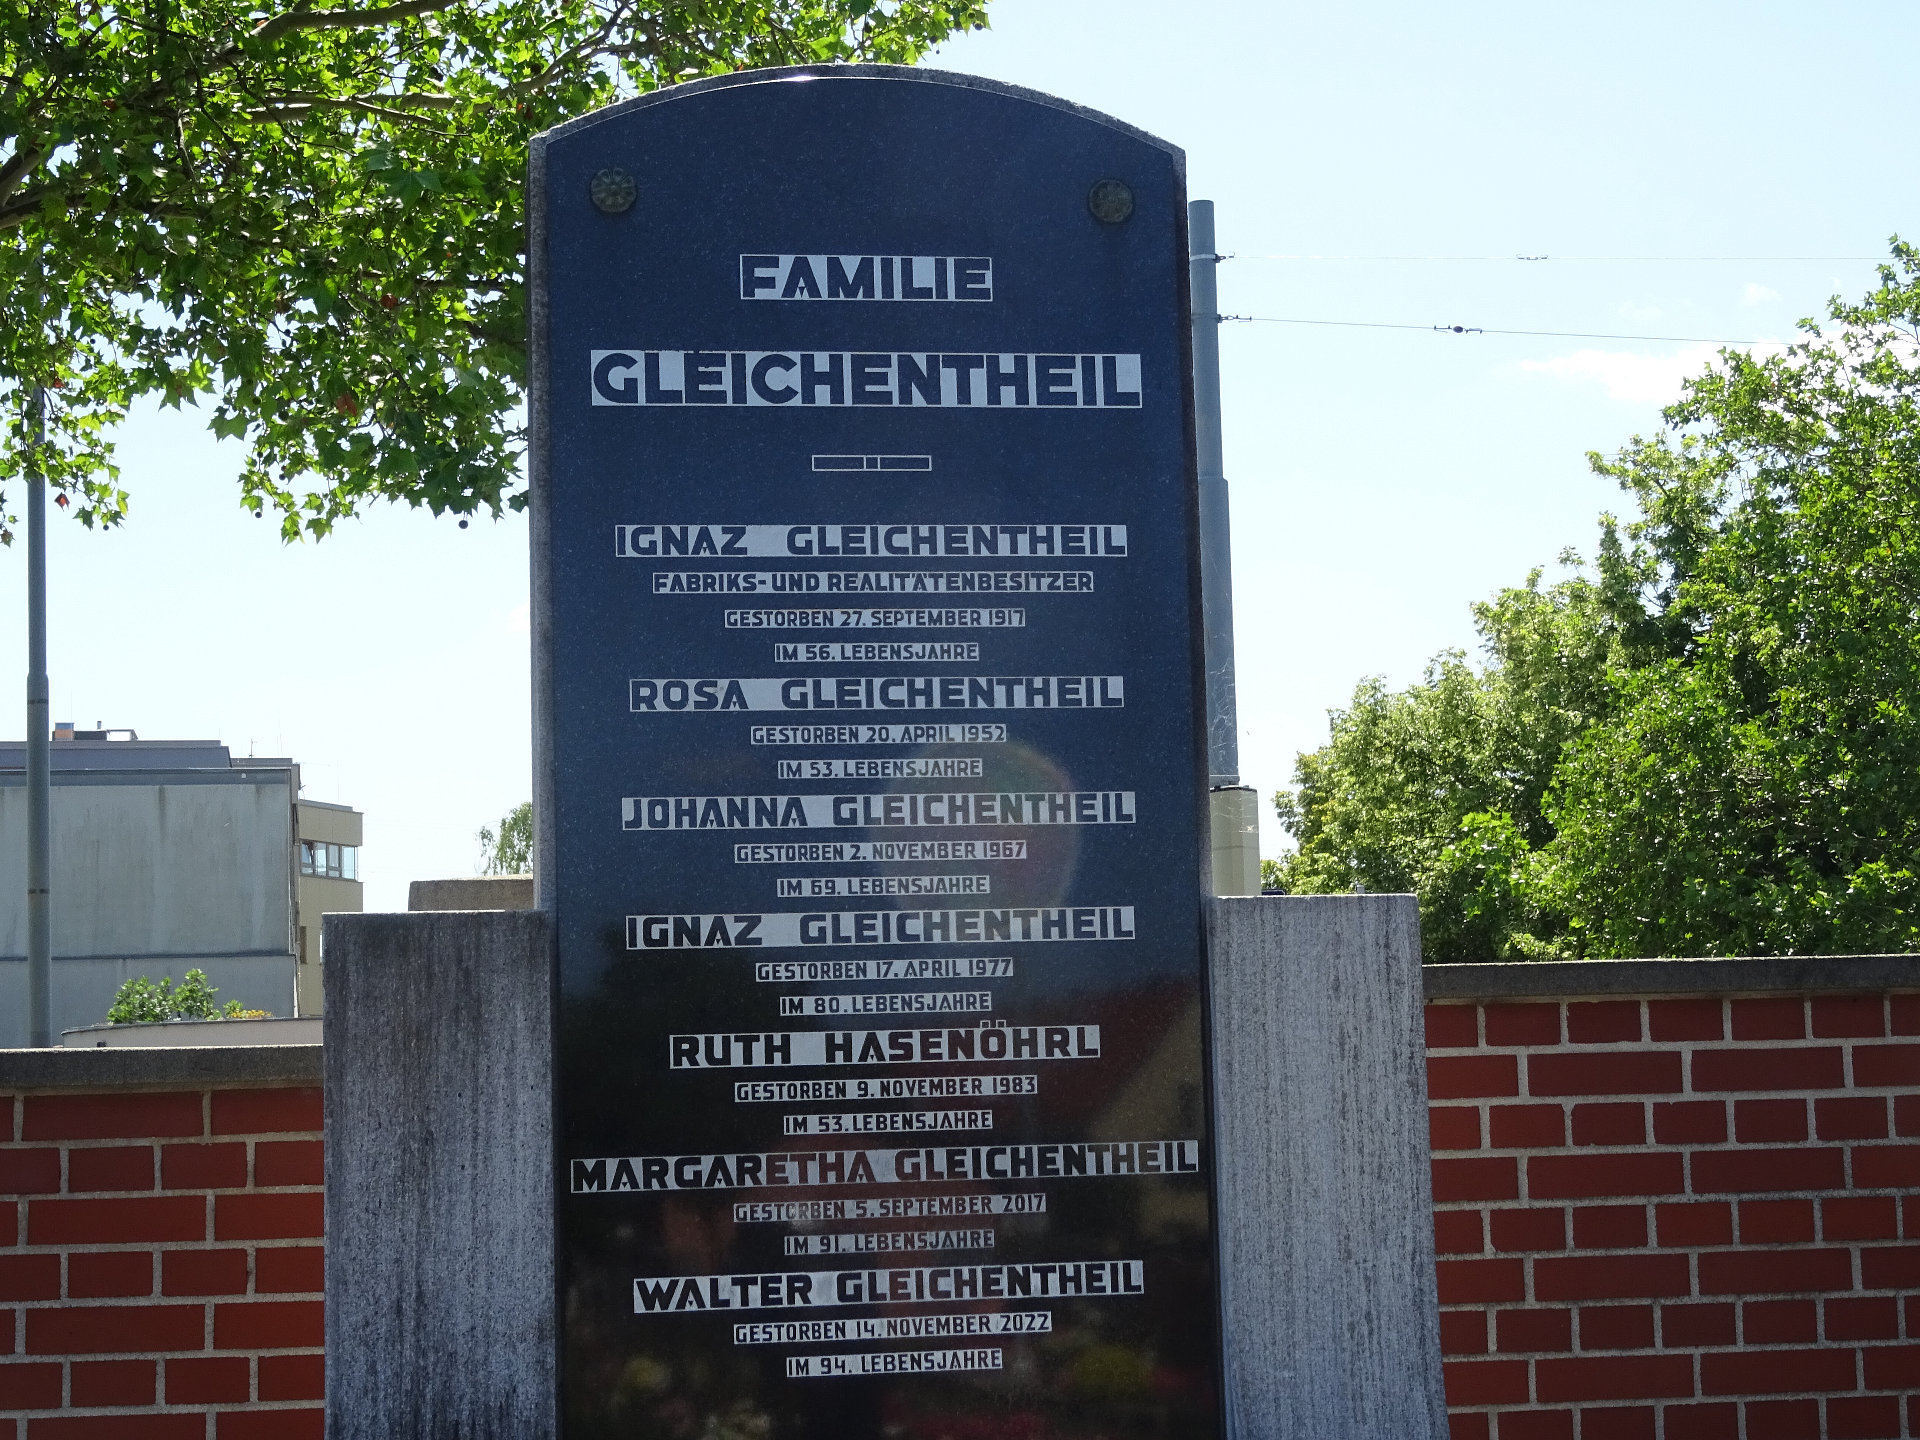 FAMILIE
GLEICHENTHEIL
IGNAZ GLEICHENTHEIL
FABRIKS- UND REALITÄTENBESITZER
GESTORBEN 27. SEPTEMBER 1917
IM 56. LEBENSJAHRE
ROSA GLEICHENTHEIL
GESTORBEN 20. APRIL 1952
IM 53. LEBENSJAHRE
JOHANNA GLEICHENTHEIL
GESTORBEN 2. NOVEMBER 1967
IM 69. LEBENSJAHRE
IGNAZ GLEICHENTHEIL
GESTORBEN 17. APRIL 1977
IM 80. LEBENSJAHRE
RUTH HASENÖHRL
GESTORBEN 9. NOVEMBER 1983
IM 53. LEBENSJAHRE
MARGARETHA GLEICHENTHEIL
GESTORBEN 5. SEPTEMBER 2017
IM 91. LEBENSJAHRE
WALTER GLEICHENTHEIL
GESTORBEN 14. NOVEMBER 2022
IM 94. LEBENSJAHRE